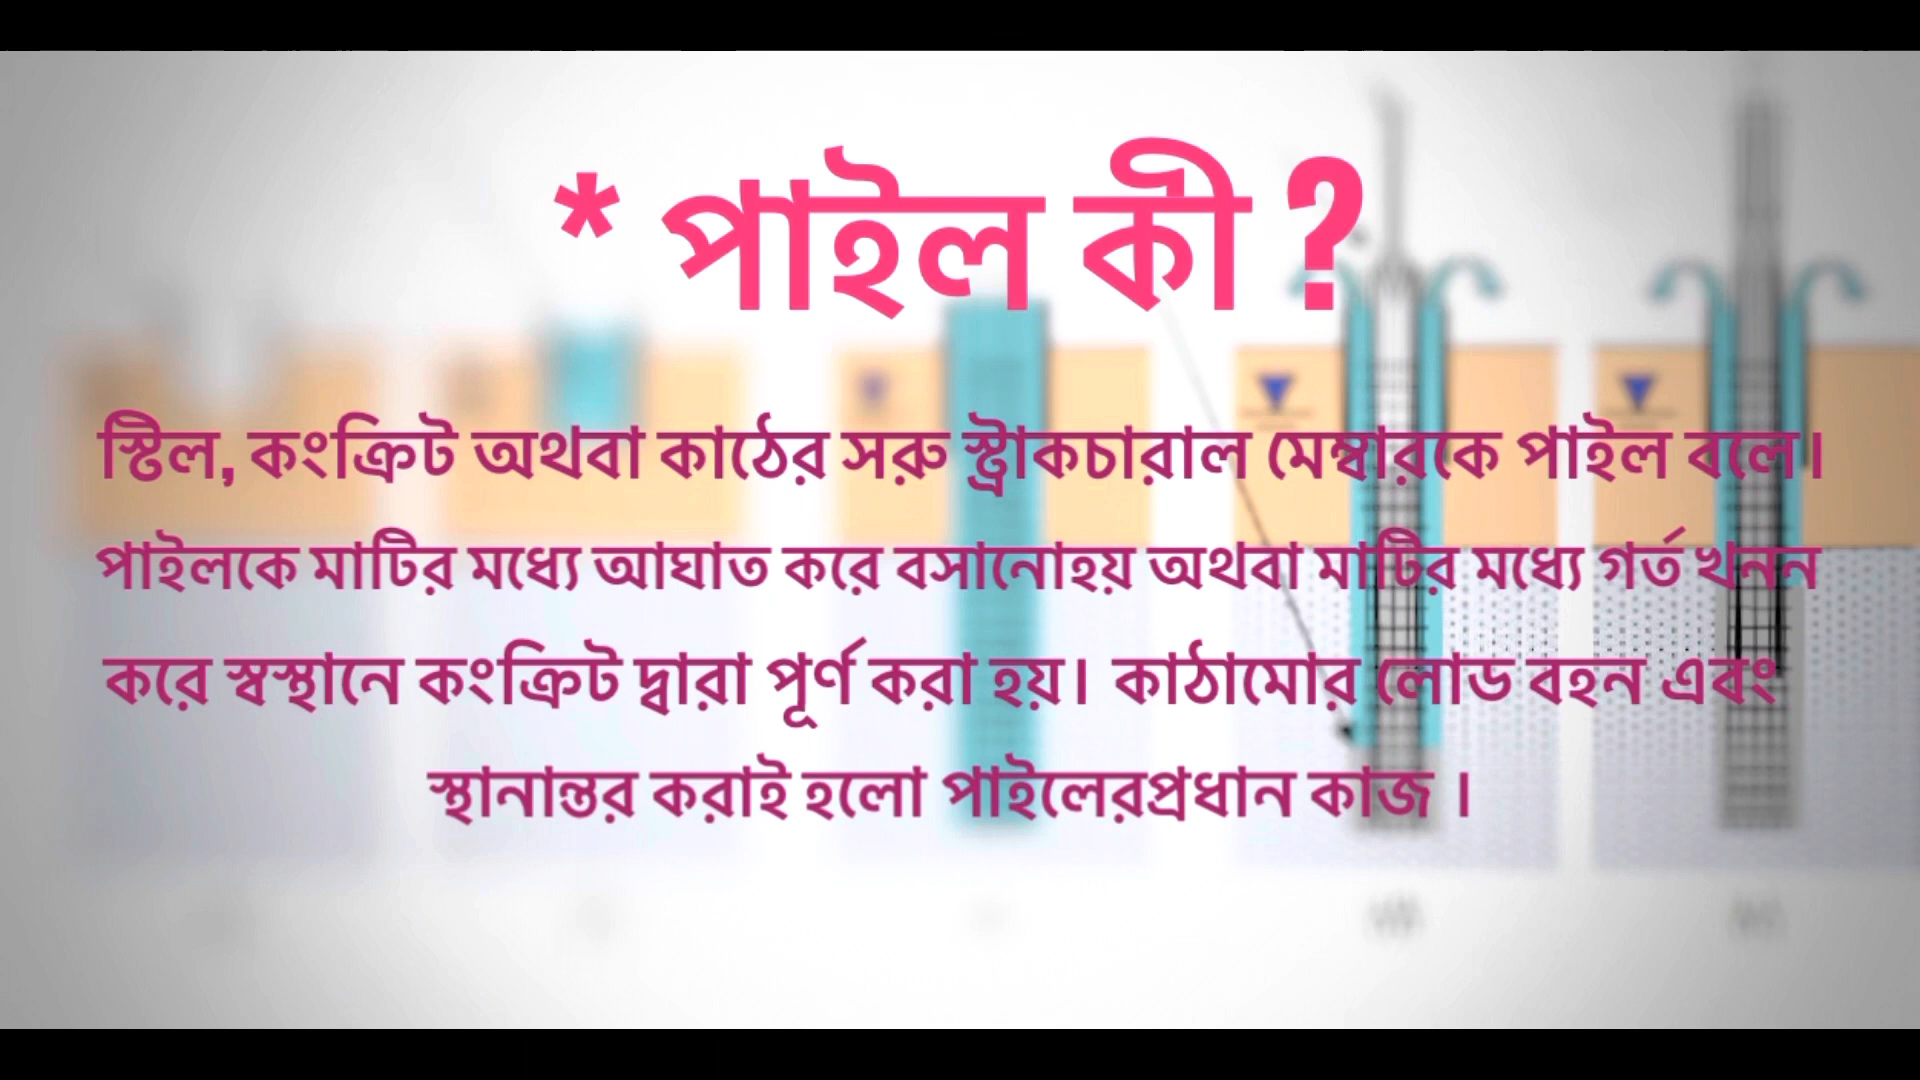 * পাইল কী ?
স্টিল, কংক্রিট অথবা কাঠের সরু স্ট্রাকচারাল মেম্বারকে পাইল বলে।
পাইলকে মাটির মধ্যে আঘাত করে বসানোহয় অথবা মাটির মধ্যে গর্ত খনন
করে স্বস্থানে কংক্রিট দ্বারা পূর্ণ করা হয়। কাঠামোর লোড বহন এবং
স্থানান্তর করাই হলো পাইলেরপ্রধান কাজ ।